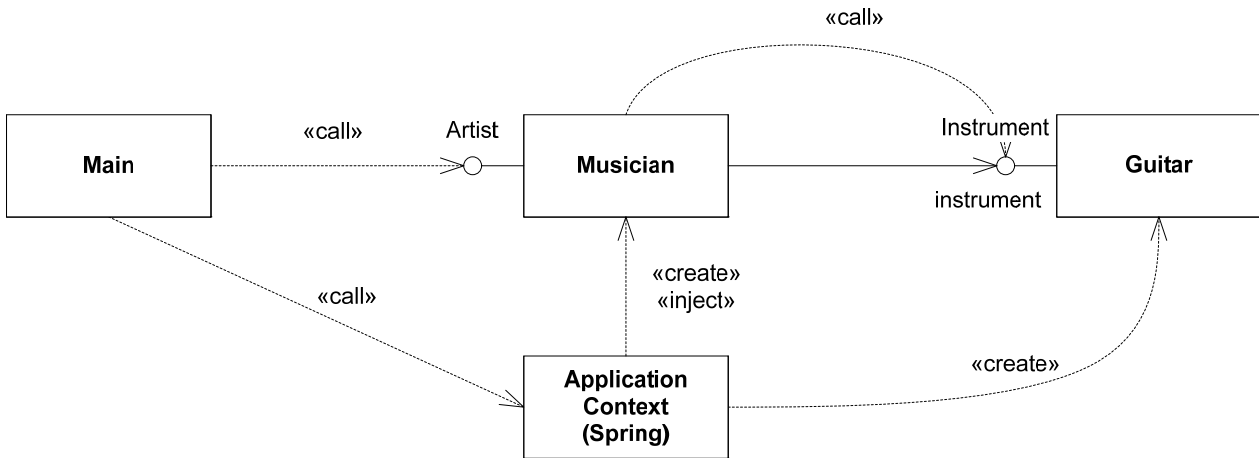 «call»
«call»
Artist
Instrument
Main
Musician
Guitar
instrument
«create»
«inject»
«call»
«create»
Application
Context
(Spring)